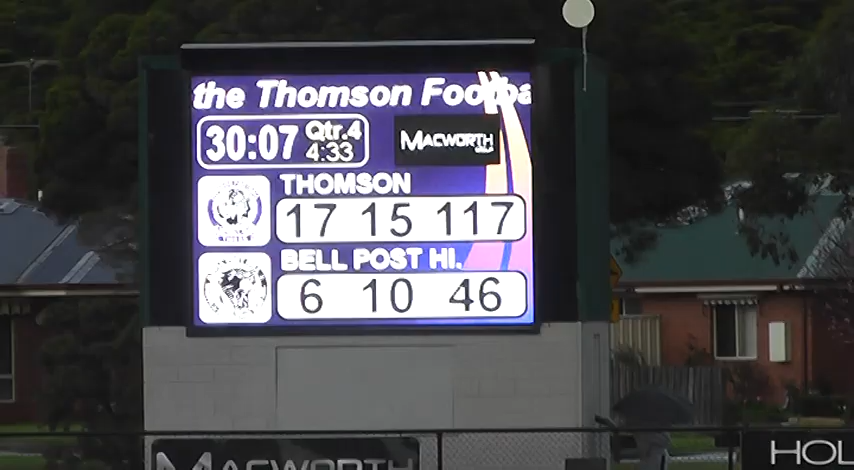 the Thomson Footba
30:07 Qtr.4
4:33
MACWORTH
THOMSON
17 15 117
BELL POST HI.
6 10 46
MACWORTH
HOL